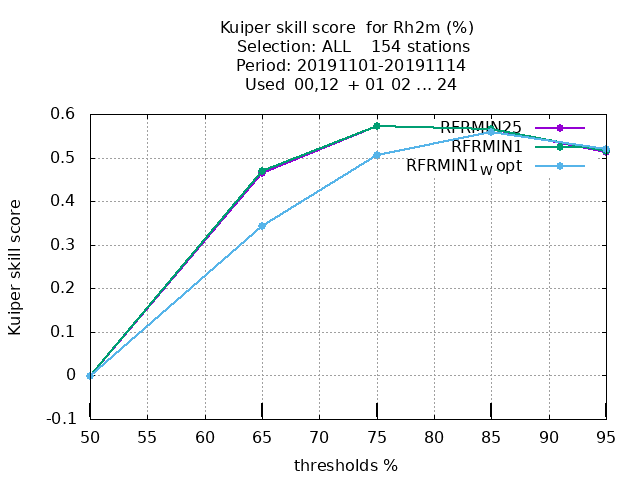 Kuiper skill score for Rh2m (%)
Selection: ALL 154 stations
Period: 20191101-20191114
Used 00,12 + 01 02 ... 24
RFRMIN25
RFRMIN1
RFRMIN1w opt
Kuiper skill score
0.6
0.5
0.4
0.3
0.2
0.1
0
-0.1
50 55 60 65 70 75 80 85 90 95
thresholds %